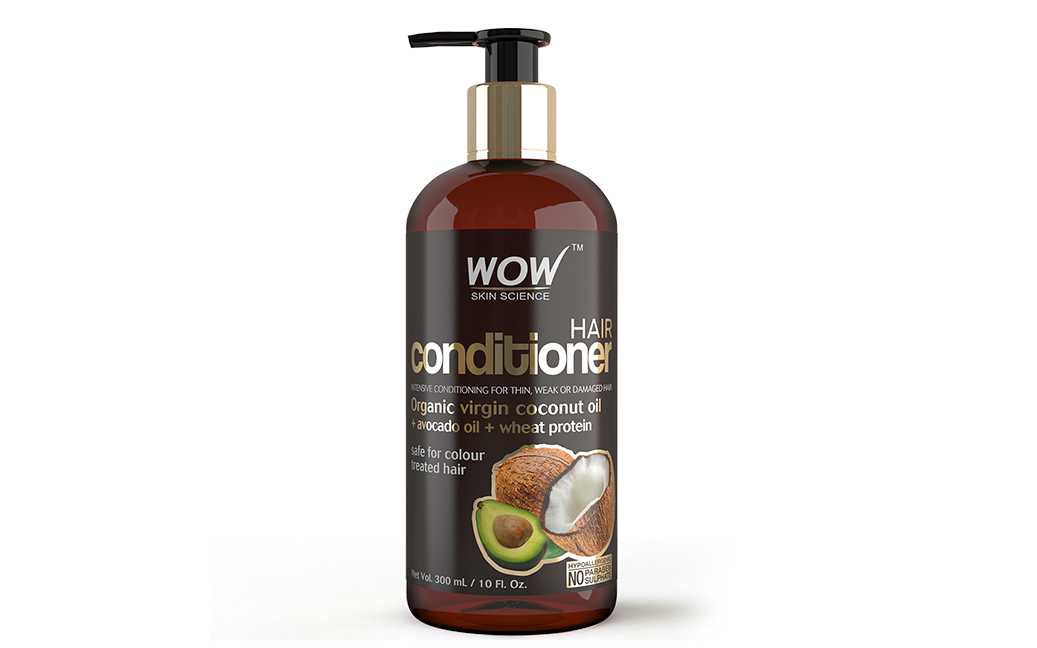 WOW™
SKIN SCIENCE
HAIR
conditioner
INTENSIVE CONDITIONING FOR THIN, WEAK OR DAMAGED HAIR
Organic virgin coconut oil
+ avocado oil + wheat protein
safe for colour
treated hair
HYPOALLERGENIC
NO PARABEN
SULPHATE
Net Vol. 300 mL / 10 Fl. Oz.